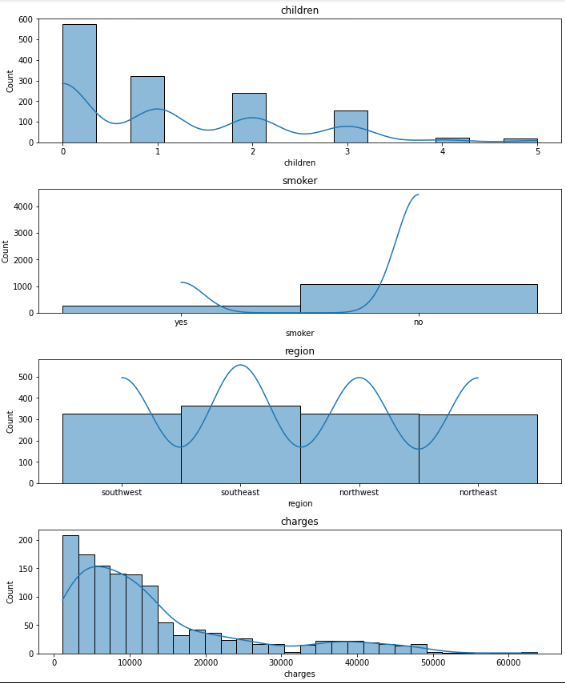 children
600
500
400
300
200
100
0
Count
0 1 2 3 4 5
children
smoker
4000
3000
2000
1000
0
Count
yes no
smoker
region
500
400
300
200
100
0
Count
southwest southeast northwest northeast
region
charges
200
150
100
50
0
Count
0 10000 20000 30000 40000 50000 60000
charges